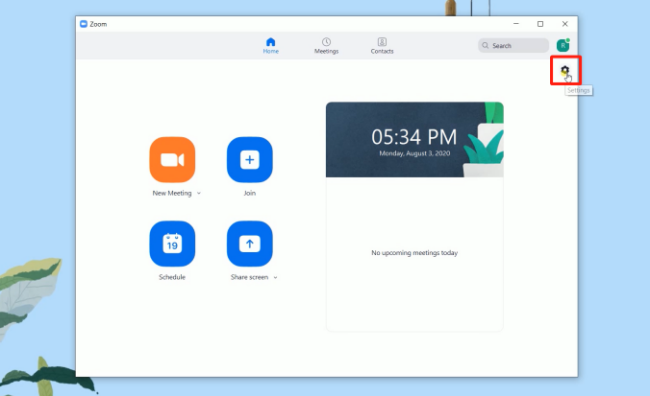 Zoom
Home
Meetings
Contacts
Search
R
Settings
05:34 PM
Monday, August 3, 2020
New Meeting
Join
19
Schedule
Share screen
No upcoming meetings today